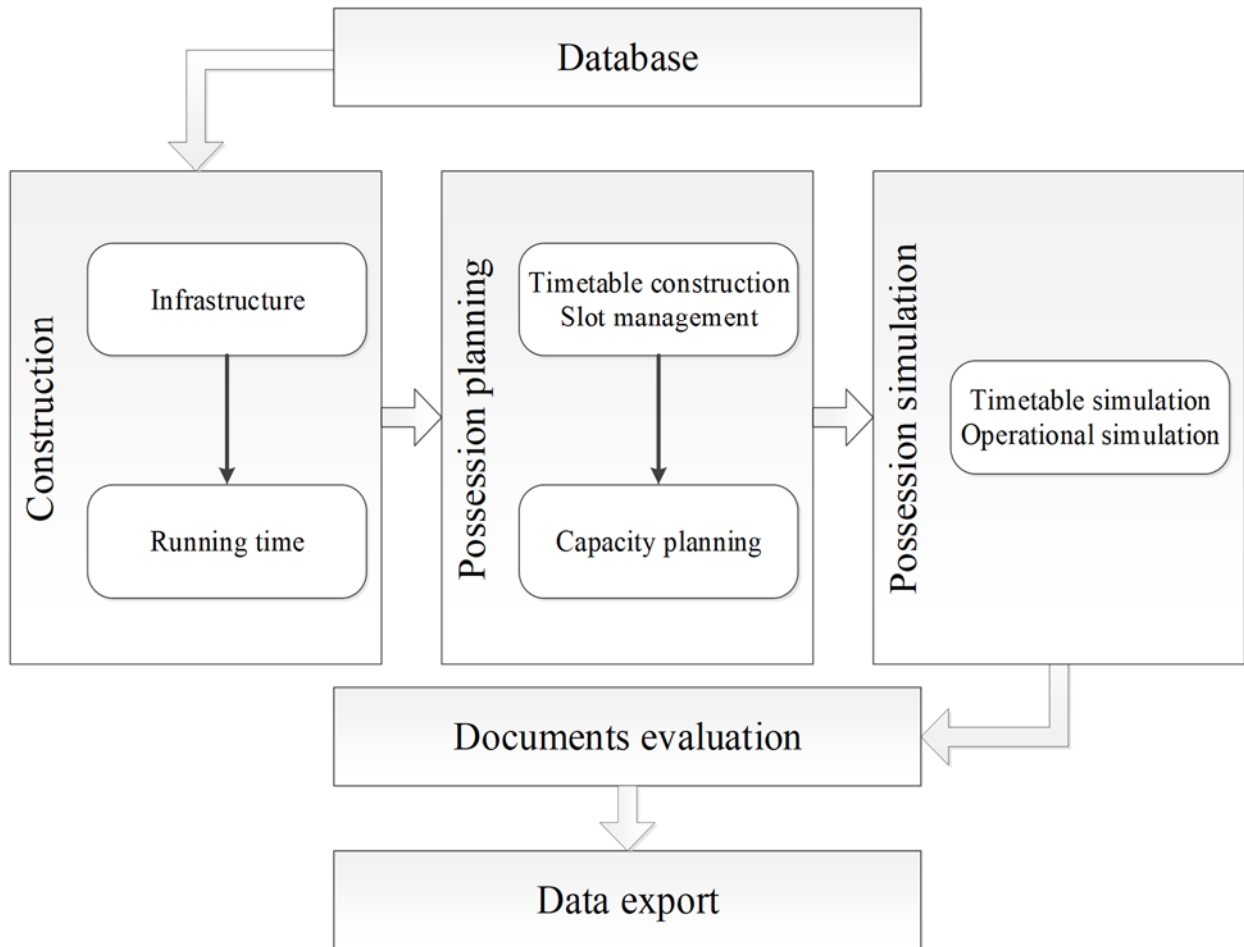 Database
Construction
Infrastructure
Running time
Possession planning
Timetable construction
Slot management
Capacity planning
Possession simulation
Timetable simulation
Operational simulation
Documents evaluation
Data export